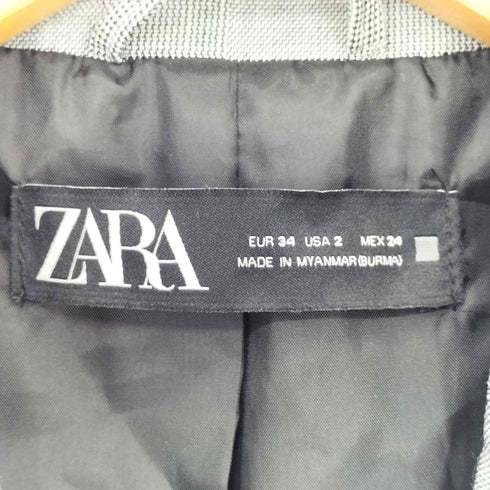 ZARA
EUR 34 USA 2 MEX 24
MADE IN MYANMAR(BURMA)